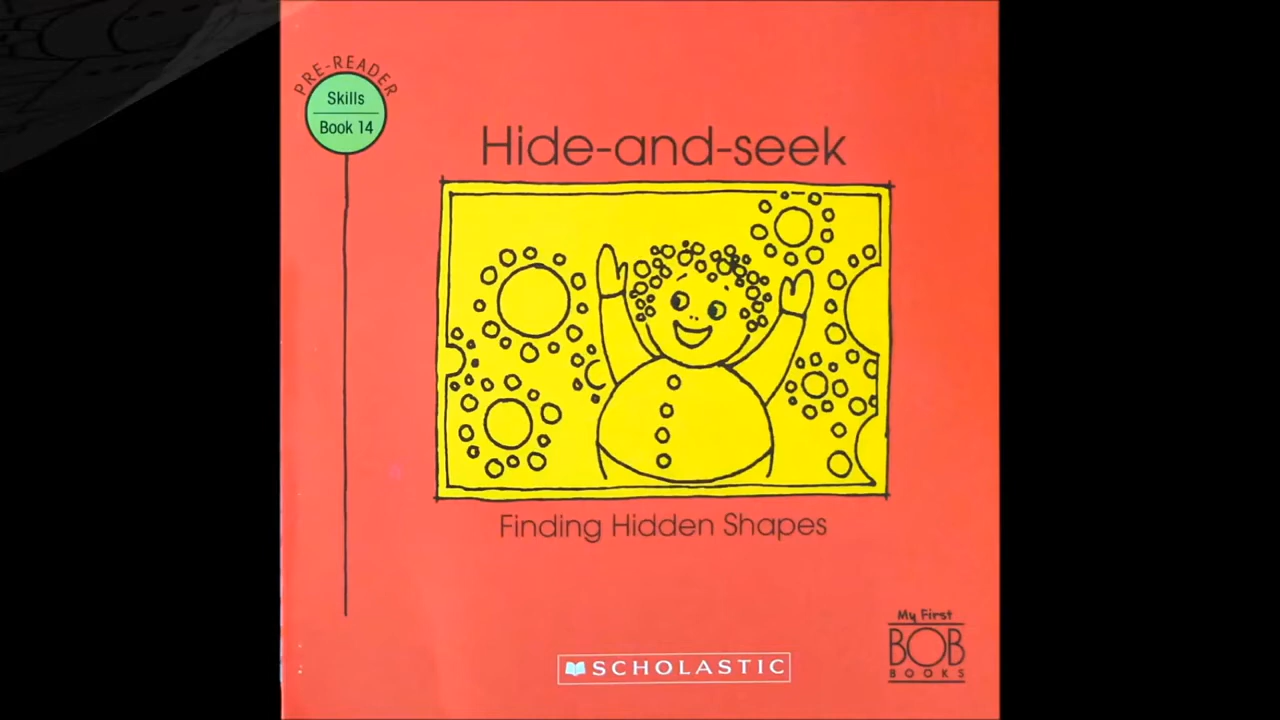 PRE-READER
Skills
Book 14
Hide-and-seek
Finding Hidden Shapes
SCHOLASTIC
My First
BOB
BOOKS